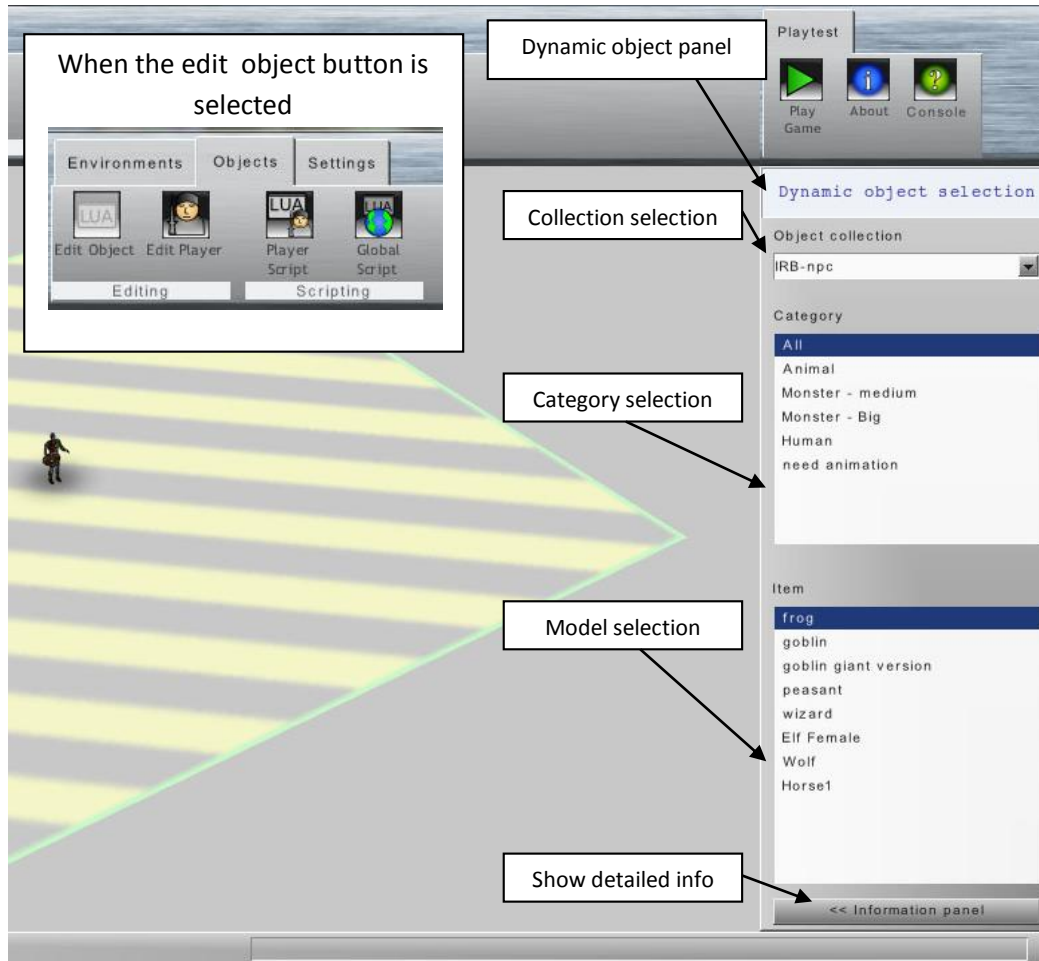 When the edit object button is
selected
Environments
Objects
Settings
LUA
LUA
LUA
Edit Object
Edit Player
Player
Script
Global
Script
Editing
Scripting
Dynamic object panel
Playtest
Play
Game
About
Console
Dynamic object selection
Collection selection
Object collection
IRB-npc
Category
All
Animal
Monster - medium
Monster - Big
Human
need animation
Category selection
Item
frog
goblin
goblin giant version
peasant
wizard
Elf Female
Wolf
Horse1
Model selection
Show detailed info
<< Information panel